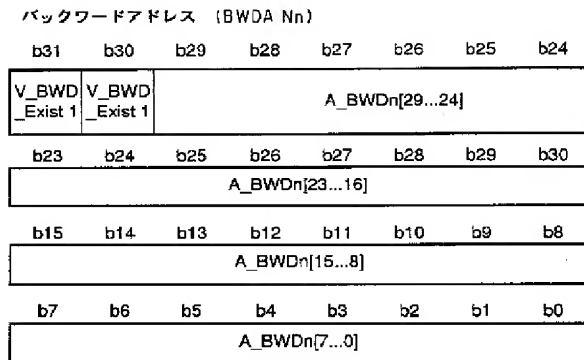 バックワードアドレス (BWDA Nn)
b31 b30 b29 b28 b27 b26 b25 b24
V_BWD _Exist 1 V_BWD _Exist 1 A_BWDn[29...24]
b23 b24 b25 b26 b27 b28 b29 b30
A_BWDn[23...16]
b15 b14 b13 b12 b11 b10 b9 b8
A_BWDn[15...8]
b7 b6 b5 b4 b3 b2 b1 b0
A_BWDn[7...0]